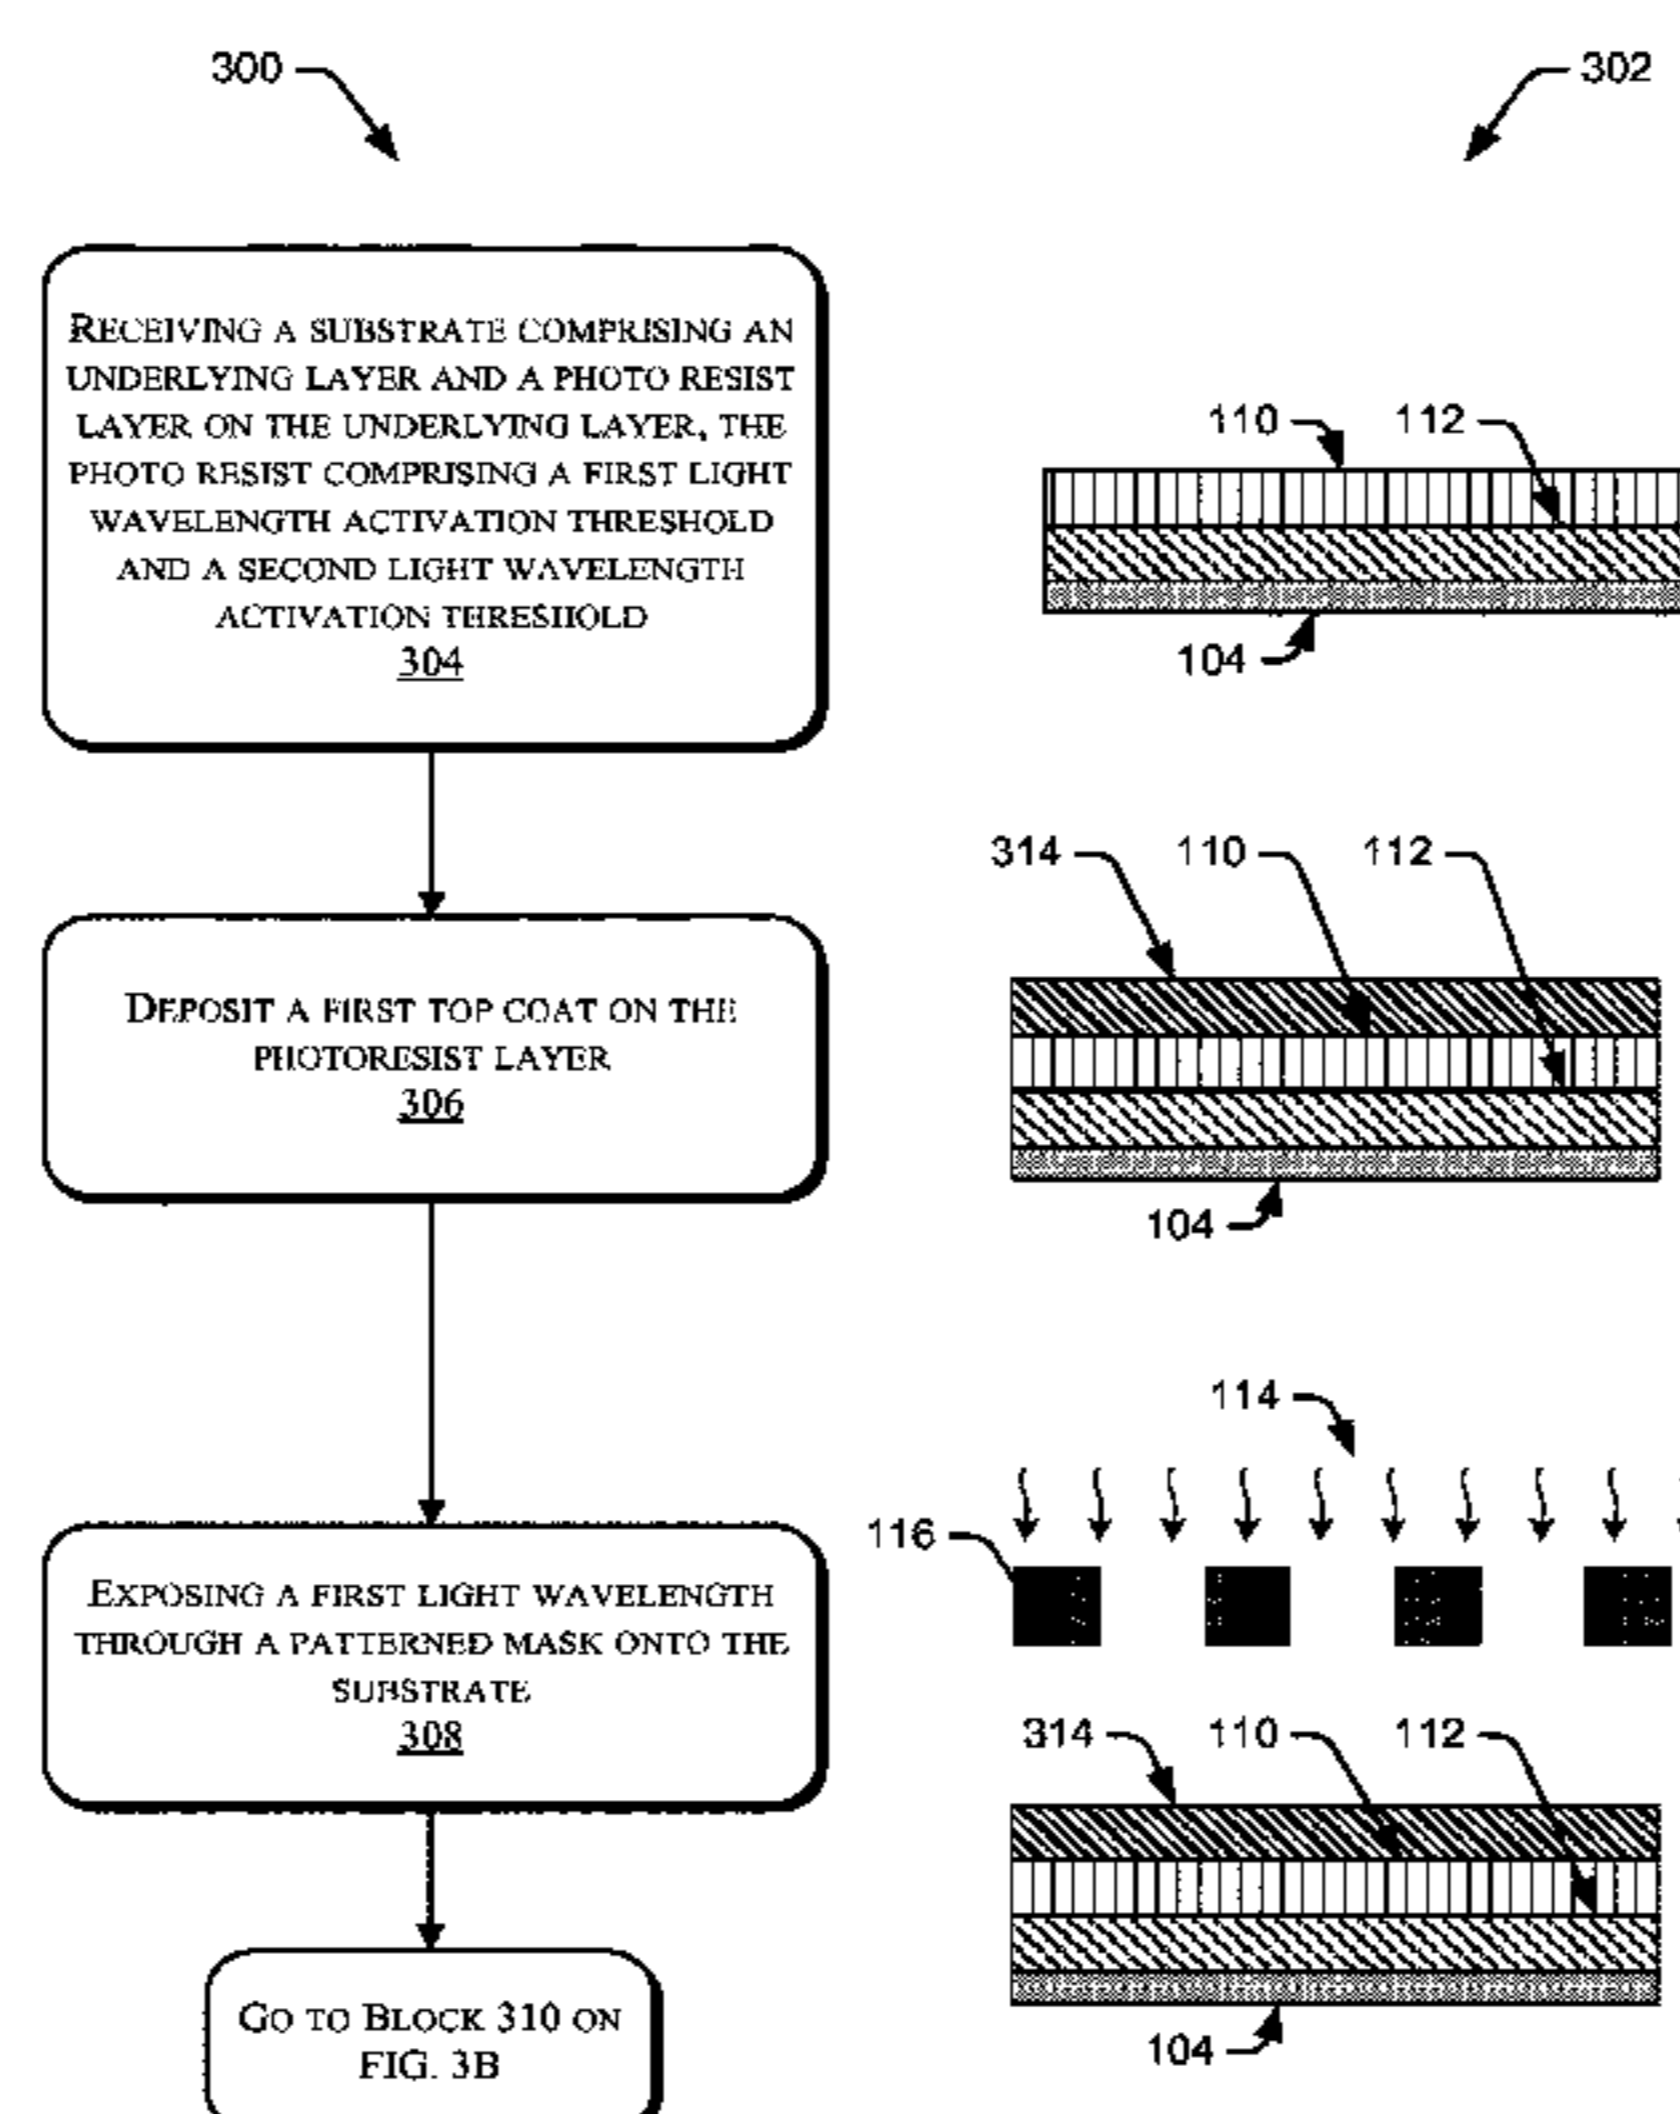 300
302
RECEIVING A SUBSTRATE COMPRISING AN
UNDERLYING LAYER AND A PHOTO RESIST
LAYER ON THE UNDERLYING LAYER, THE
PHOTO RESIST COMPRISING A FIRST LIGHT
WAVELENGTH ACTIVATION THRESHOLD
AND A SECOND LIGHT WAVELENGTH
ACTIVATION THRESHOLD
304
110 112
104
314 110 112
DEPOSIT A FIRST TOP COAT ON THE
PHOTORESIST LAYER
306
104
114
116
EXPOSING A FIRST LIGHT WAVELENGTH
THROUGH A PATTERNED MASK ONTO THE
SUBSTRATE
308
314 110 112
104
GO TO BLOCK 310 ON
FIG. 3B